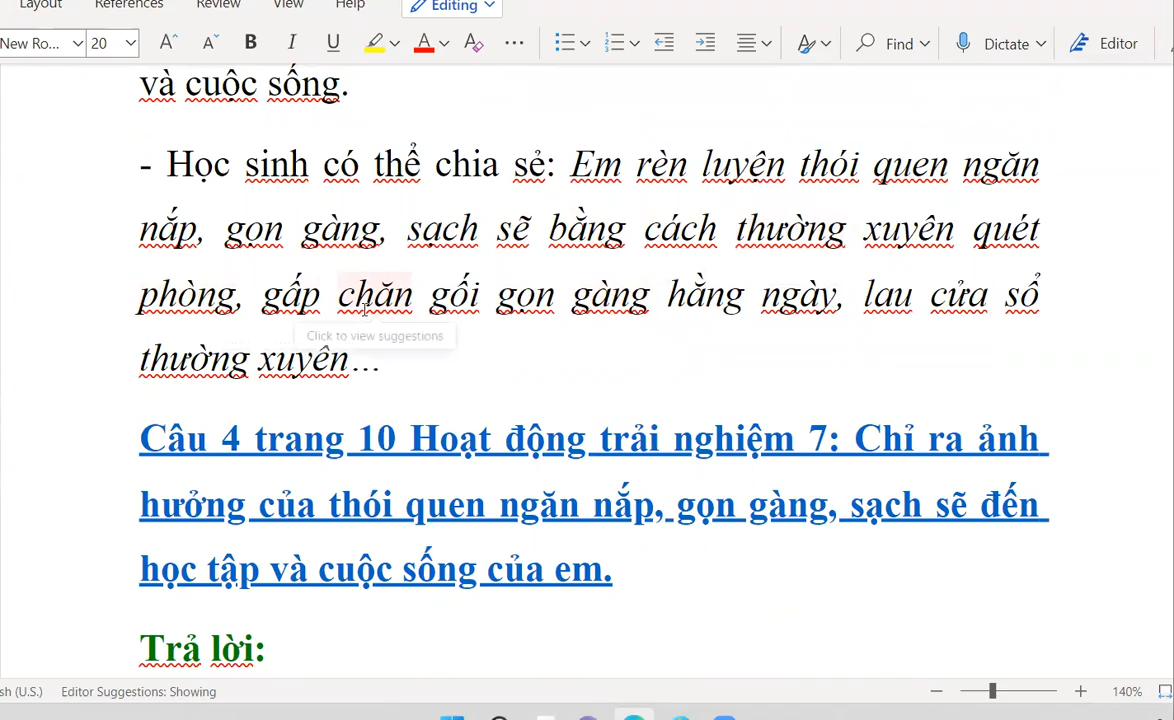 Layout References Review View Help Editing
New Ro... 20 A A B I U A A ... Find Dictate Editor
và cuộc sống.
- Học sinh có thể chia sẻ: Em rèn luyện thói quen ngăn
nắp, gọn gàng, sạch sẽ bằng cách thường xuyên quét
phòng, gấp chăn gối gọn gàng hằng ngày, lau cửa sổ
Click to view suggestions
thường xuyên...
Câu 4 trang 10 Hoạt động trải nghiệm 7: Chỉ ra ảnh
hưởng của thói quen ngăn nắp, gọn gàng, sạch sẽ đến
học tập và cuộc sống của em.
Trả lời:
sh (U.S.) Editor Suggestions: Showing 140%